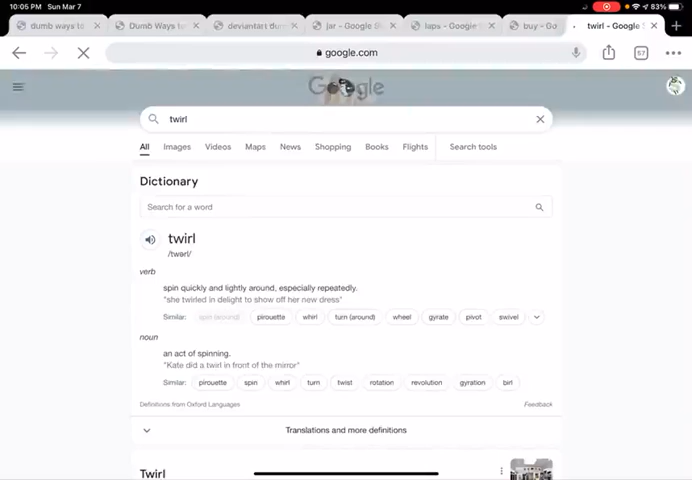 10:05 PM Sun Mar 7
83%
dumb ways to
Dumb Ways to
deviantart dum
jar - Google S
laps - Google S
buy - Go
twirl - Google S
google.com
57
Google
twirl
All Images Videos Maps News Shopping Books Flights Search tools
Dictionary
Search for a word
twirl
/twərl/
verb
spin quickly and lightly around, especially repeatedly.
"she twirled in delight to show off her new dress"
Similar: spin (around) pirouette whirl turn (around) wheel gyrate pivot swivel
noun
an act of spinning.
"Kate did a twirl in front of the mirror"
Similar: pirouette spin whirl turn twist rotation revolution gyration birl
Definitions from Oxford Languages Feedback
Translations and more definitions
Twirl